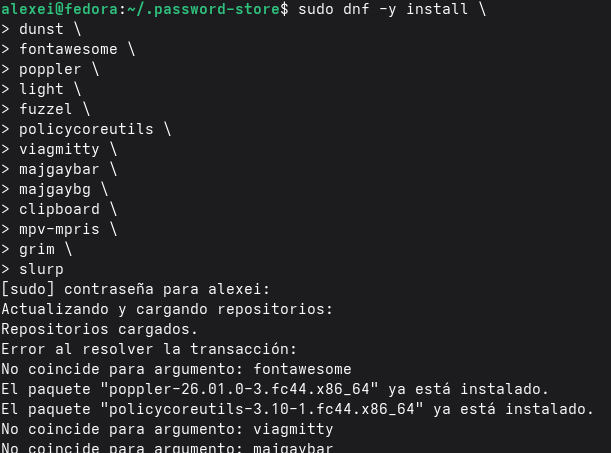 alexei@fedora:~/.password-store$ sudo dnf -y install \
> dunst \
> fontawesome \
> poppler \
> light \
> fuzzel \
> policycoreutils \
> viagmitty \
> majgaybar \
> majgaybg \
> clipboard \
> mpv-mpris \
> grim \
> slurp
[sudo] contraseña para alexei:
Actualizando y cargando repositorios:
Repositorios cargados.
Error al resolver la transacción:
No coincide para argumento: fontawesome
El paquete "poppler-26.01.0-3.fc44.x86_64" ya está instalado.
El paquete "policycoreutils-3.10-1.fc44.x86_64" ya está instalado.
No coincide para argumento: viagmitty
No coincide para argumento: majgaybar